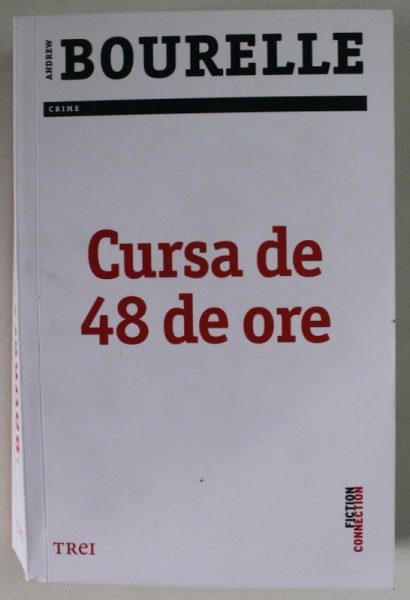 ANDREW
BOURELLE
CRIME
Cursa de
48 de ore
FICTION
CONNECTION
TREI